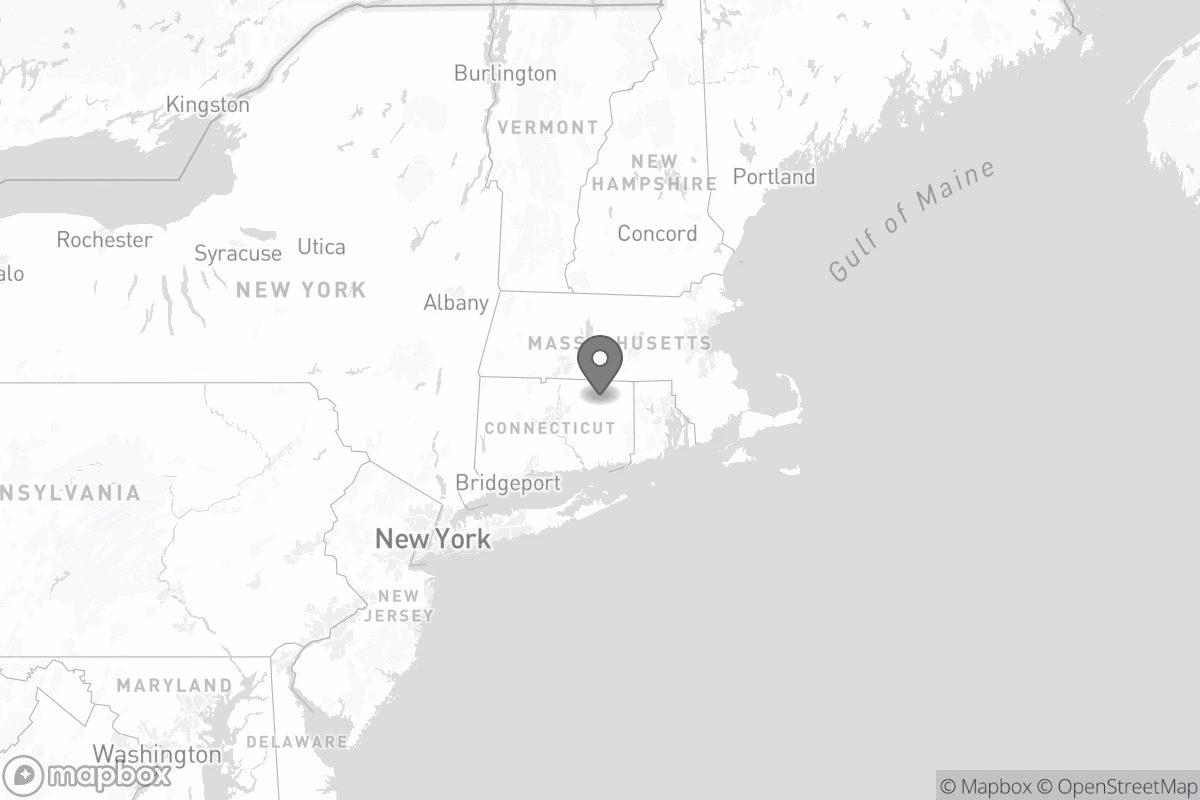 Burlington
Kingston
VERMONT
NEW
HAMPSHIRE
Portland
Gulf of Maine
Rochester
Syracuse
Utica
Concord
alo
NEW YORK
Albany
MASS HUSETTS
CONNECTICUT
Bridgeport
NSYLVANIA
New York
NEW
JERSEY
MARYLAND
DELAWARE
Washington
mapbox
© Mapbox © OpenStreetMap